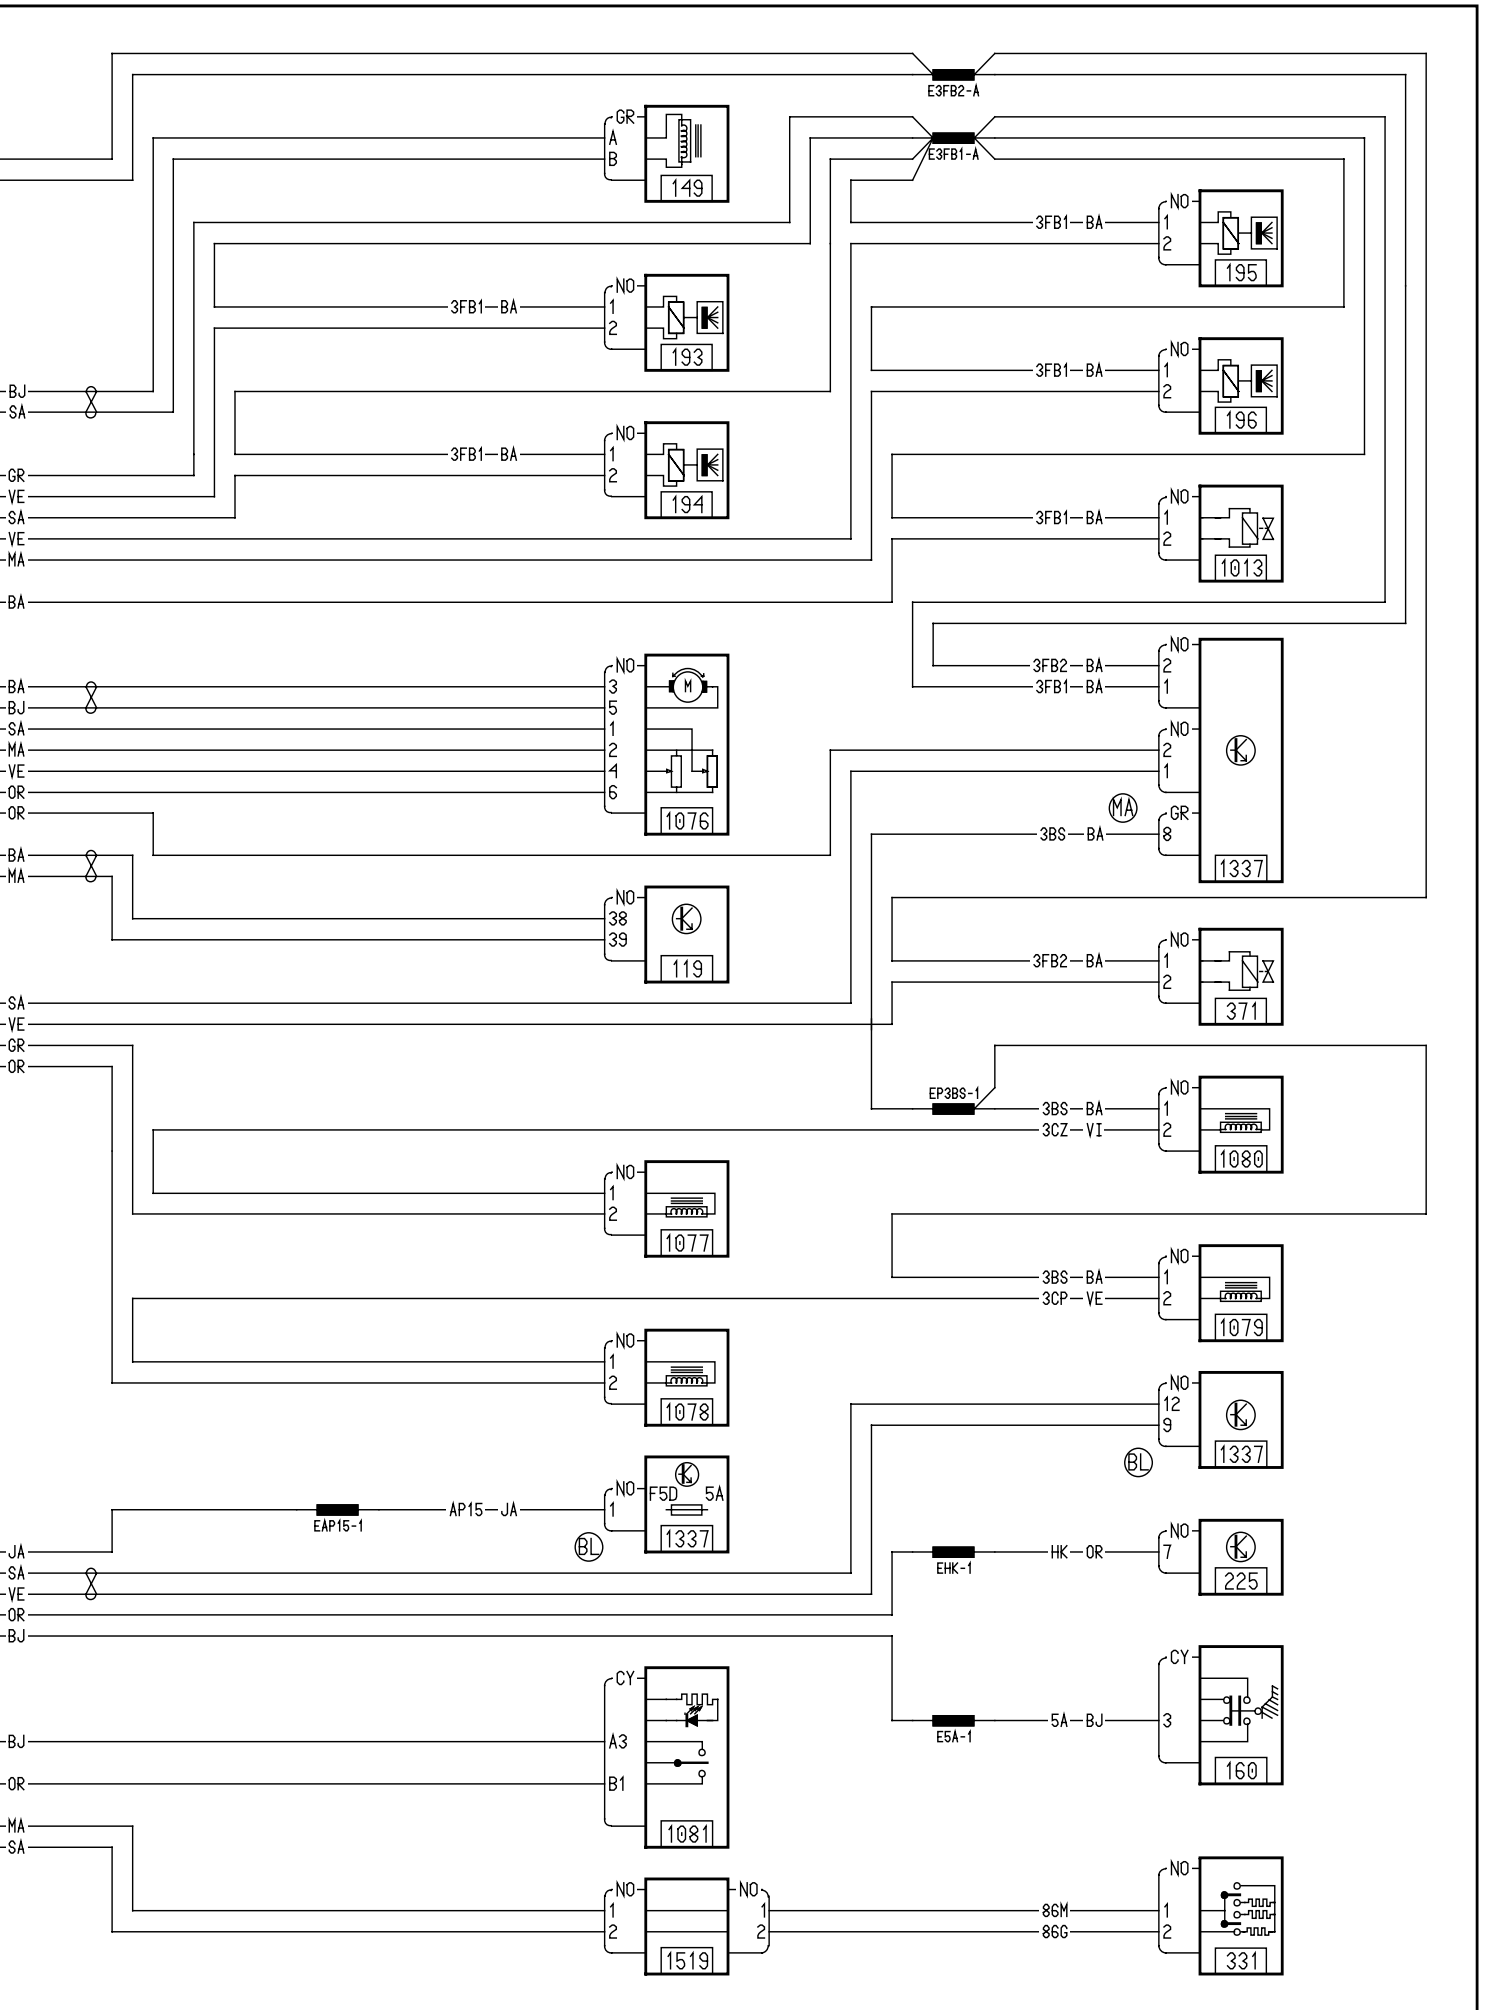 E3FB2-A
GR
A
B
149
E3FB1-A
NO
3FB1 BA 1
2
195
NO
3FB1 BA 1
2
193
NO
3FB1 BA 1
2
196
BJ
SA
NO
3FB1 BA 1
2
194
GR
VE
SA
VE
MA
NO
3FB1 BA 1
2
1013
BA
NO
3FB2 BA 2
3FB1 BA 1
NO
2
1
MA
GR
3BS BA 8
1337
BA
BJ
SA
MA
VE
OR
OR
NO
3
5
1
2
4
6
1076
BA
MA
NO
38
39
119
NO
3FB2 BA 1
2
371
SA
VE
GR
OR
EP3BS-1
NO
3BS BA 1
3CZ VI 2
1080
NO
1
2
1077
NO
3BS BA 1
3CP VE 2
1079
NO
1
2
1078
NO
12
9
BL
1337
EAP15-1
AP15 JA
NO
1
F5D 5A
1337
BL
JA
SA
VE
OR
BJ
EHK-1
HK OR
NO
7
225
E5A-1
5A BJ
CY
3
160
CY
A3
B1
1081
BJ
OR
MA
SA
NO
1
2
1519
NO
1
2
86M
86G
NO
1
2
331